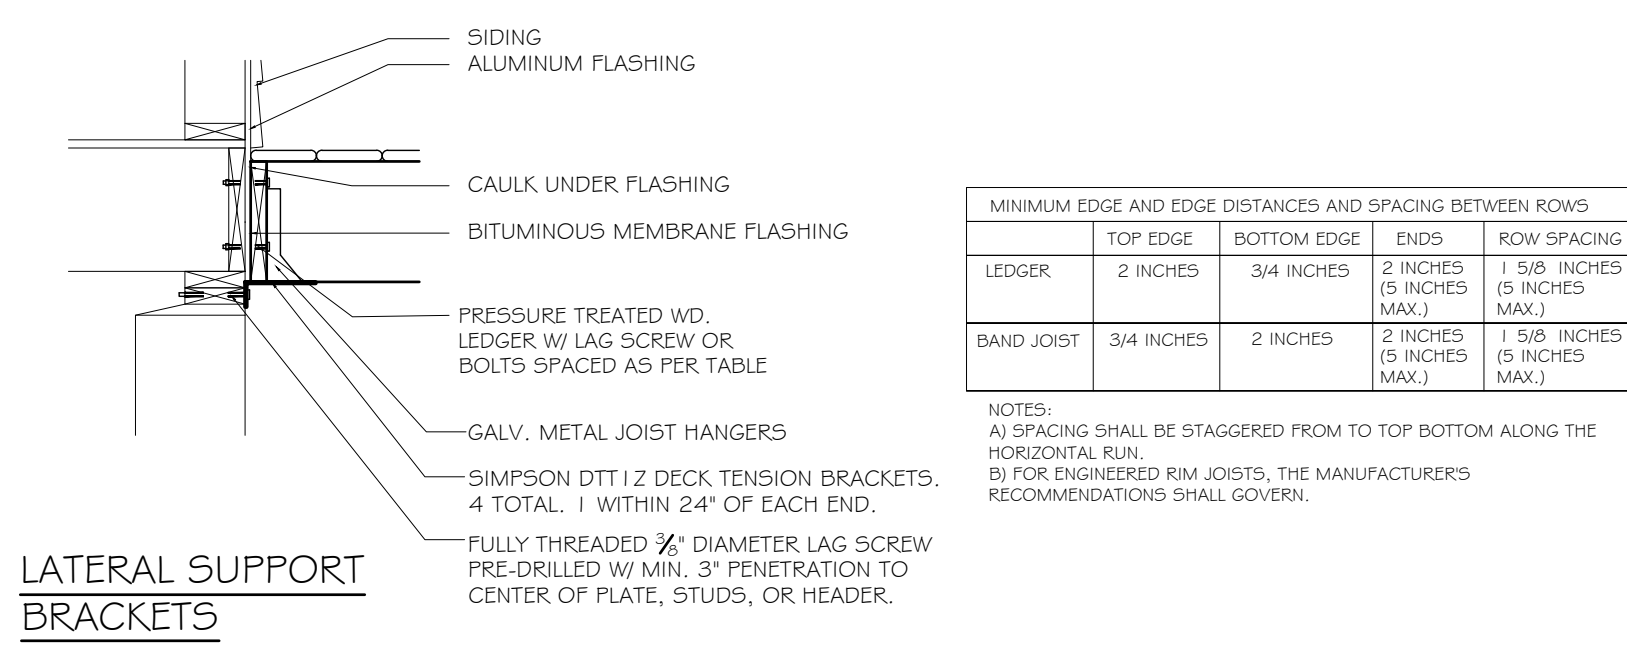 SIDING
ALUMINUM FLASHING
CAULK UNDER FLASHING
BITUMINOUS MEMBRANE FLASHING
PRESSURE TREATED WD.
LEDGER W/ LAG SCREW OR
BOLTS SPACED AS PER TABLE
GALV. METAL JOIST HANGERS
SIMPSON DTT1Z DECK TENSION BRACKETS.
4 TOTAL. 1 WITHIN 24" OF EACH END.
FULLY THREADED 3/8" DIAMETER LAG SCREW
PRE-DRILLED W/ MIN. 3" PENETRATION TO
CENTER OF PLATE, STUDS, OR HEADER.
LATERAL SUPPORT
BRACKETS
MINIMUM EDGE AND EDGE DISTANCES AND SPACING BETWEEN ROWS
TOP EDGE BOTTOM EDGE ENDS ROW SPACING
LEDGER 2 INCHES 3/4 INCHES 2 INCHES 1 5/8 INCHES
(5 INCHES (5 INCHES
MAX.) MAX.)
BAND JOIST 3/4 INCHES 2 INCHES 2 INCHES 1 5/8 INCHES
(5 INCHES (5 INCHES
MAX.) MAX.)
NOTES:
A) SPACING SHALL BE STAGGERED FROM TO TOP BOTTOM ALONG THE
HORIZONTAL RUN.
B) FOR ENGINEERED RIM JOISTS, THE MANUFACTURER'S
RECOMMENDATIONS SHALL GOVERN.